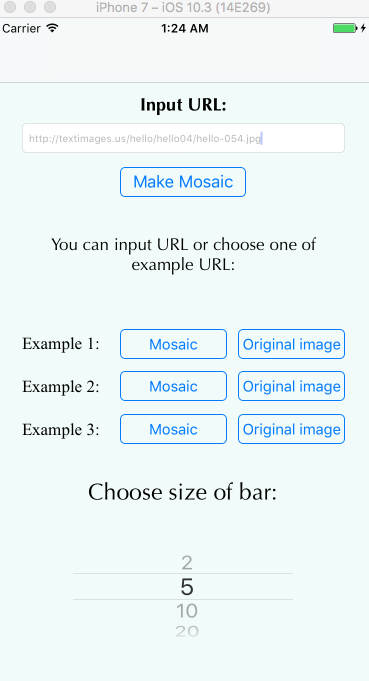 iPhone 7 – iOS 10.3 (14E269)
Carrier 1:24 AM
Input URL:
http://textimages.us/hello/hello04/hello-054.jpg
Make Mosaic
You can input URL or choose one of
example URL:
Example 1: Mosaic Original image
Example 2: Mosaic Original image
Example 3: Mosaic Original image
Choose size of bar:
2
5
10
20